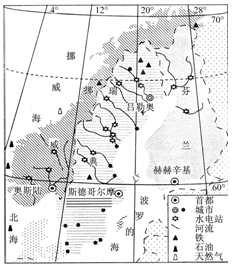 4° 12° 20° 28°
70°
挪
威
海
挪
威
瑞
典
芬
兰
吕勒奥
赫赫辛基
奥斯陆
斯德哥尔摩
60°
北
海
波
罗
的
海
首都
城市
水电站
河流
铁
石油
天然气